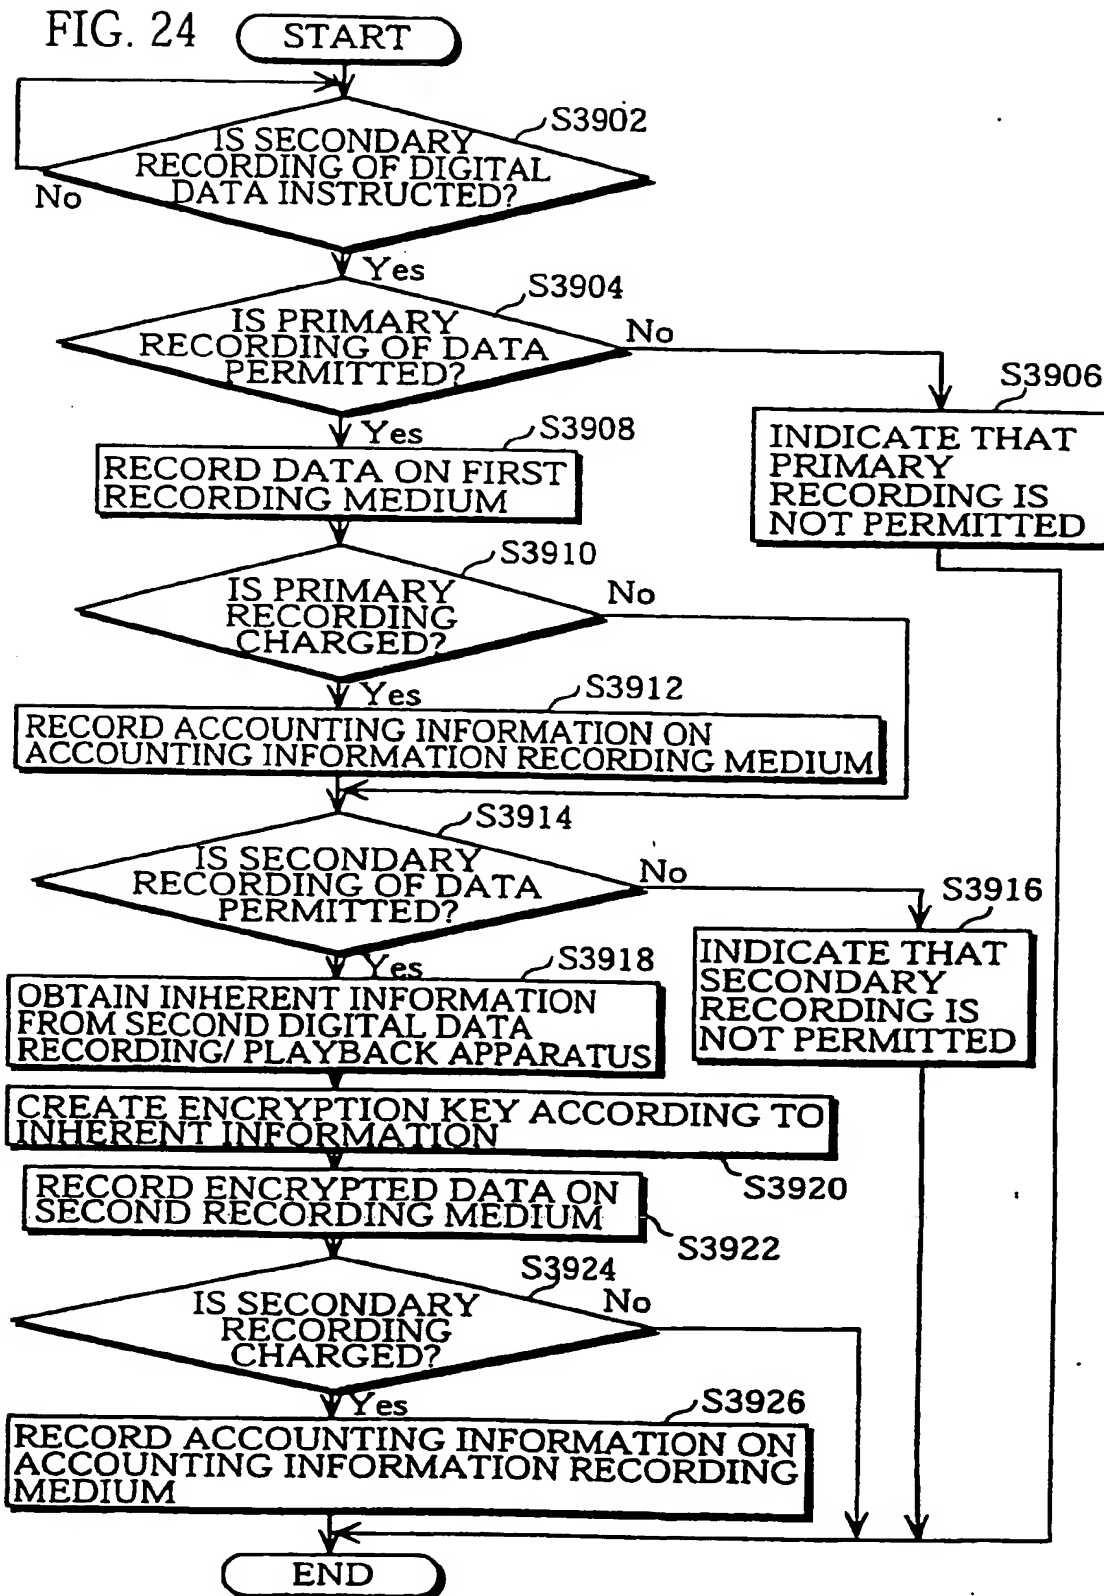 FIG. 24
START
S3902
IS SECONDARY
RECORDING OF DIGITAL
DATA INSTRUCTED?
No
Yes
S3904
IS PRIMARY
RECORDING OF DATA
PERMITTED?
No
S3906
INDICATE THAT
PRIMARY
RECORDING IS
NOT PERMITTED
Yes
S3908
RECORD DATA ON FIRST
RECORDING MEDIUM
S3910
IS PRIMARY
RECORDING
CHARGED?
No
Yes
S3912
RECORD ACCOUNTING INFORMATION ON
ACCOUNTING INFORMATION RECORDING MEDIUM
S3914
IS SECONDARY
RECORDING OF DATA
PERMITTED?
No
S3916
INDICATE THAT
SECONDARY
RECORDING IS
NOT PERMITTED
Yes
S3918
OBTAIN INHERENT INFORMATION
FROM SECOND DIGITAL DATA
RECORDING/ PLAYBACK APPARATUS
CREATE ENCRYPTION KEY ACCORDING TO
INHERENT INFORMATION
S3920
RECORD ENCRYPTED DATA ON
SECOND RECORDING MEDIUM
S3922
S3924
IS SECONDARY
RECORDING
CHARGED?
No
Yes
S3926
RECORD ACCOUNTING INFORMATION ON
ACCOUNTING INFORMATION RECORDING
MEDIUM
END